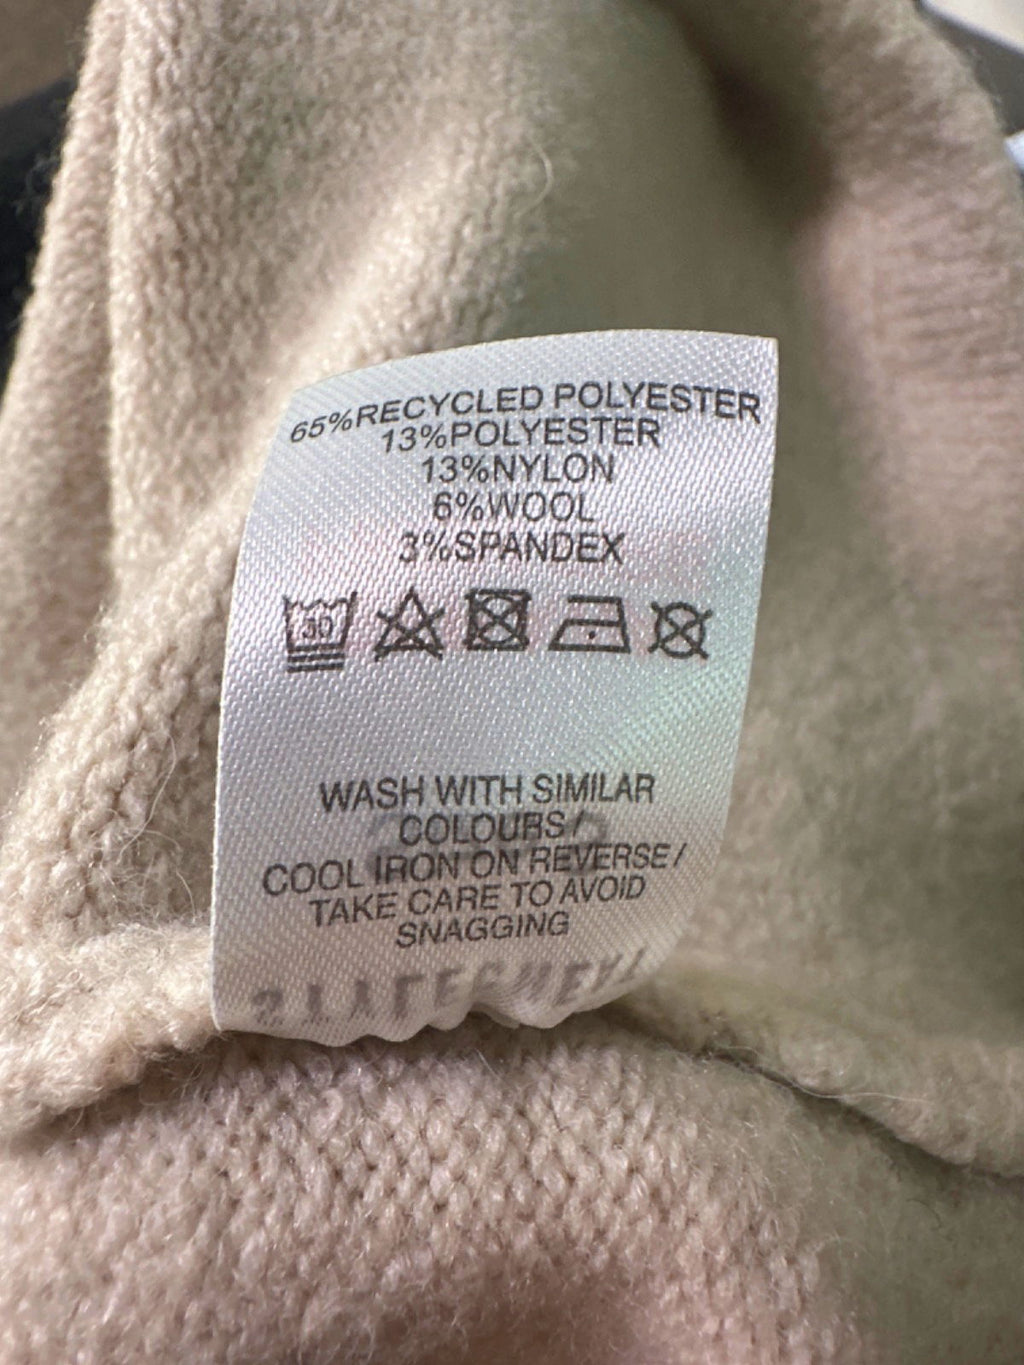 65%RECYCLED POLYESTER
13%POLYESTER
13%NYLON
6%WOOL
3%SPANDEX
30
WASH WITH SIMILAR
COLOURS /
COOL IRON ON REVERSE /
TAKE CARE TO AVOID
SNAGGING